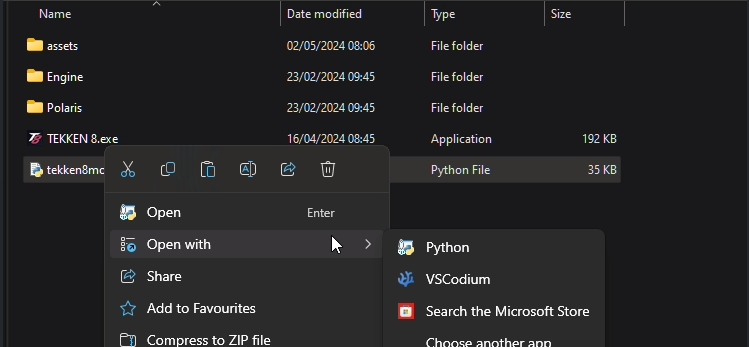 Name Date modified Type Size
assets 02/05/2024 08:06 File folder
Engine 23/02/2024 09:45 File folder
Polaris 23/02/2024 09:45 File folder
TEKKEN 8.exe 16/04/2024 08:45 Application 192 KB
tekken8mo Python File 35 KB
Open Enter
Open with
Python
Share
VSCodium
Add to Favourites
Search the Microsoft Store
Compress to ZIP file
Choose another app